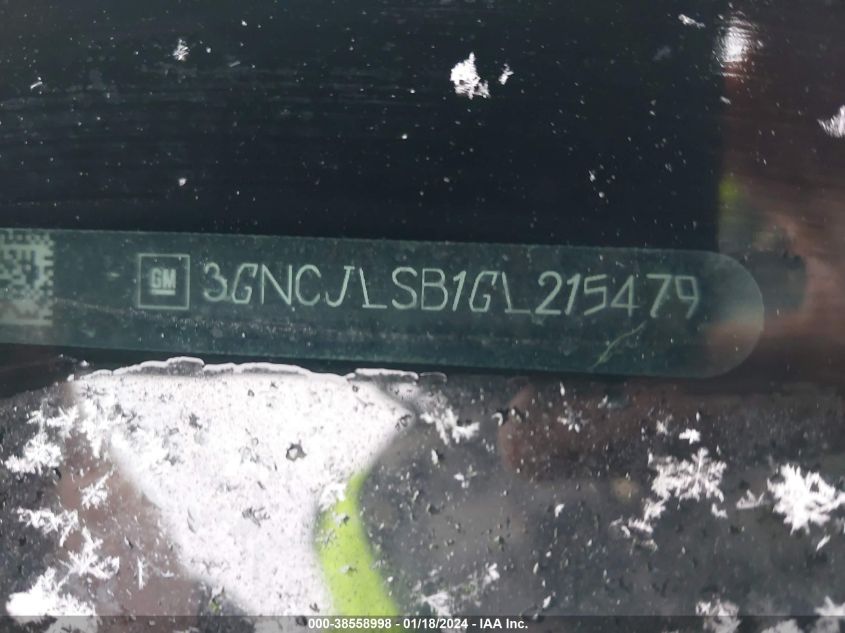 GM 3GNCJLSB1GL215479
000-38558998 - 01/18/2024 - IAA Inc.